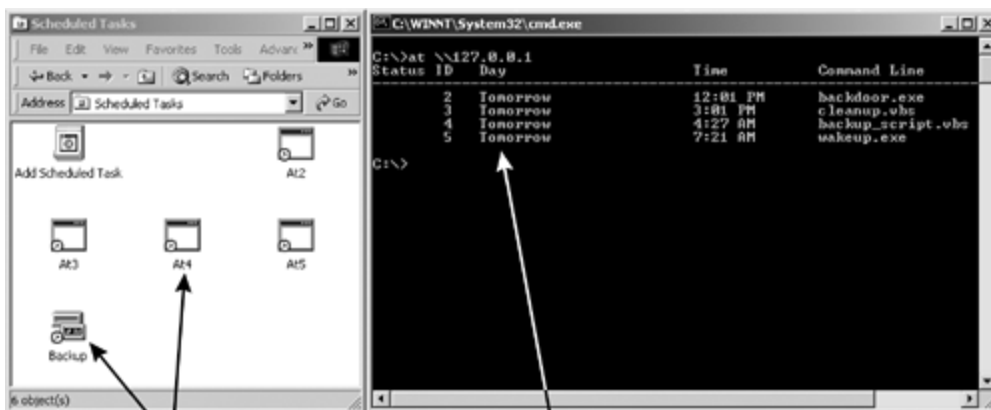 Scheduled Tasks
File Edit View Favorites Tools Advanc »
Back Search Folders »
Address Scheduled Tasks Go
Add Scheduled Task
At2
At3 At4 At5
Backup
6 object(s)
C:\WINNT\System32\cmd.exe
C:\>at \\127.0.0.1
Status ID Day Time Command Line
2 Tomorrow 12:01 PM backdoor.exe
3 Tomorrow 3:01 PM cleanup.vbs
4 Tomorrow 4:27 AM backup_script.vbs
5 Tomorrow 7:21 AM wakeup.exe
C:\>